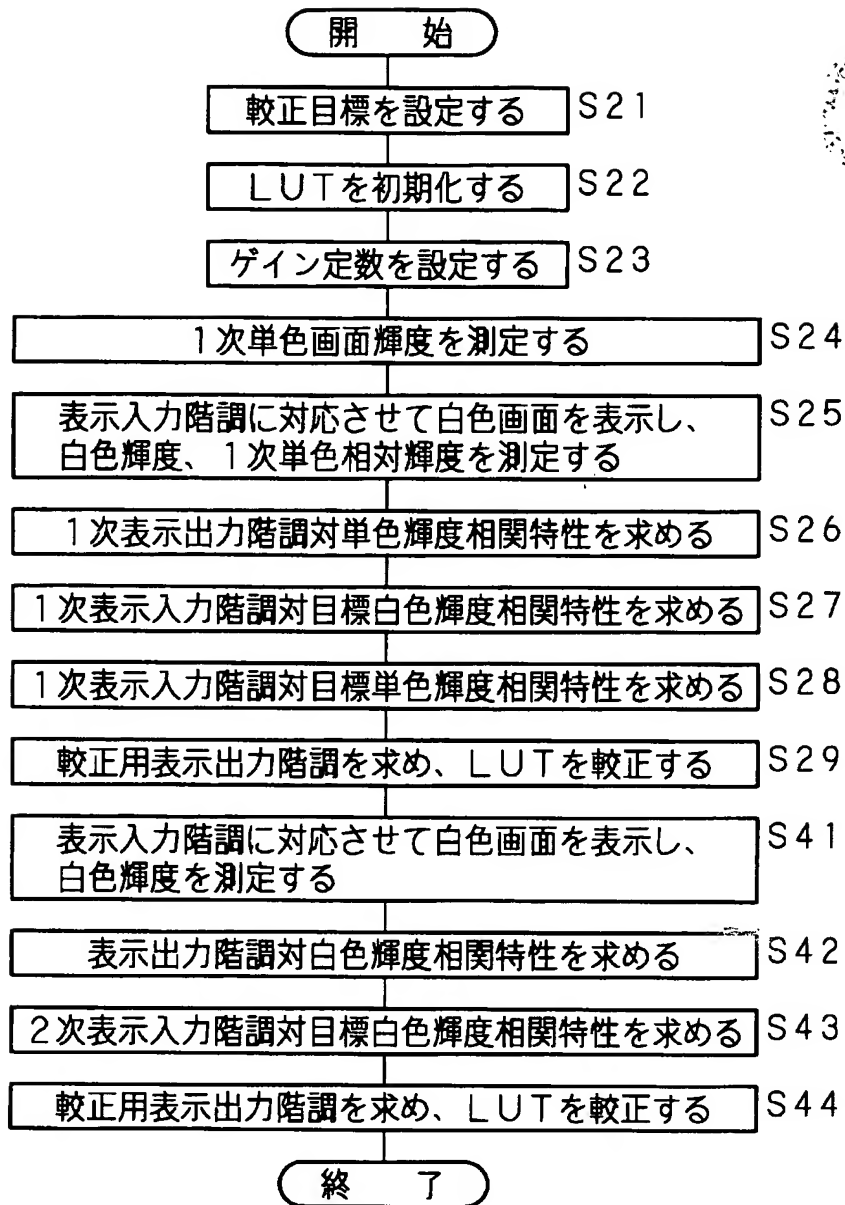 開 始
較正目標を設定する S21
LUTを初期化する S22
ゲイン定数を設定する S23
1次単色画面輝度を測定する S24
表示入力階調に対応させて白色画面を表示し、 S25
白色輝度、1次単色相対輝度を測定する
1次表示出力階調対単色輝度相関特性を求める S26
1次表示入力階調対目標白色輝度相関特性を求める S27
1次表示入力階調対目標単色輝度相関特性を求める S28
較正用表示出力階調を求め、LUTを較正する S29
表示入力階調に対応させて白色画面を表示し、 S41
白色輝度を測定する
表示出力階調対白色輝度相関特性を求める S42
2次表示入力階調対目標白色輝度相関特性を求める S43
較正用表示出力階調を求め、LUTを較正する S44
終 了